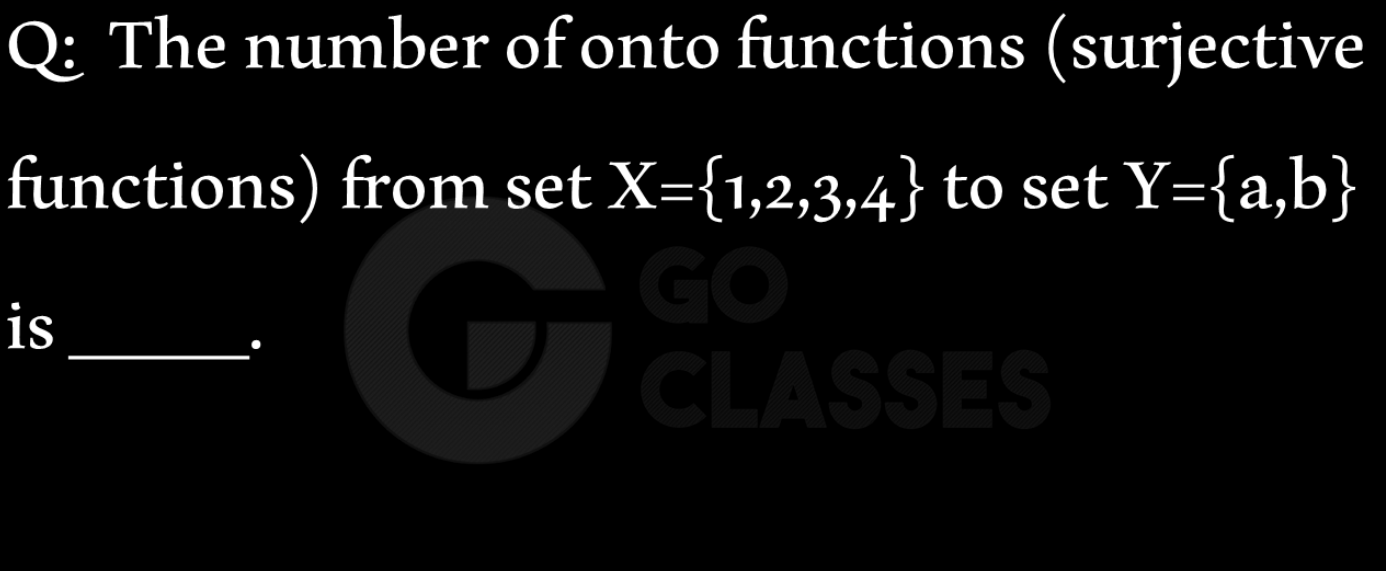 Q: The number of onto functions (surjective
functions) from set X={1,2,3,4} to set Y={a,b}
is ______.
GO
CLASSES